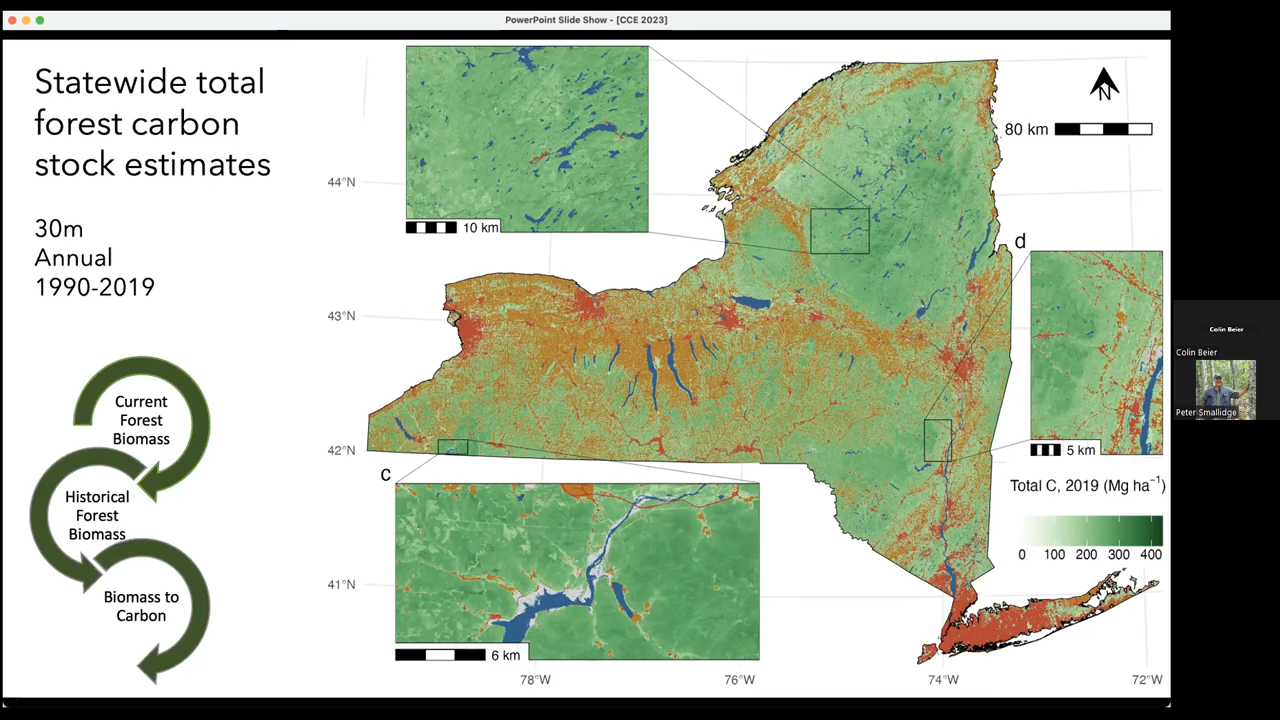 PowerPoint Slide Show - [CCE 2023]
Statewide total
forest carbon
stock estimates
30m
Annual
1990-2019
Current
Forest
Biomass
Historical
Forest
Biomass
Biomass to
Carbon
44°N
43°N
42°N
41°N
78°W
76°W
74°W
72°W
10 km
N
80 km
d
5 km
c
6 km
Total C, 2019 (Mg ha⁻¹)
0 100 200 300 400
Colin Beier
Colin Beier
Peter Smallidge